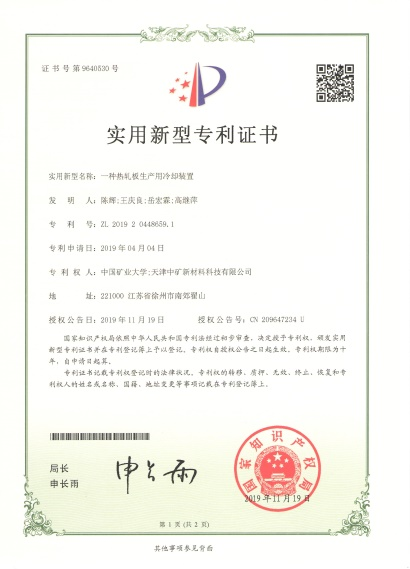 证书号第9640530号
实用新型专利证书
实用新型名称：一种热轧板生产用冷却装置
发明人：陈辉;王庆良;岳宏霖;高继萍
专利号：ZL 2019 2 0448659.1
专利申请日：2019年04月04日
专利权人：中国矿业大学;天津中矿新材料科技有限公司
地址：221000 江苏省徐州市南郊翟山
授权公告日：2019年11月19日 授权公告号：CN 209647234 U
国家知识产权局依照中华人民共和国专利法经过初步审查，决定授予专利权，颁发实用
新型专利证书并在专利登记簿上予以登记。专利权自授权公告之日起生效。专利权期限为十
年，自申请日起算。
专利证书记载专利权登记时的法律状况。专利权的转移、质押、无效、终止、恢复和专
利权人的姓名或名称、国籍、地址变更等事项记载在专利登记簿上。
局长
申长雨
申长雨
国家知识产权局
2019年11月19日
第1页(共2页)
其他事项参见背面